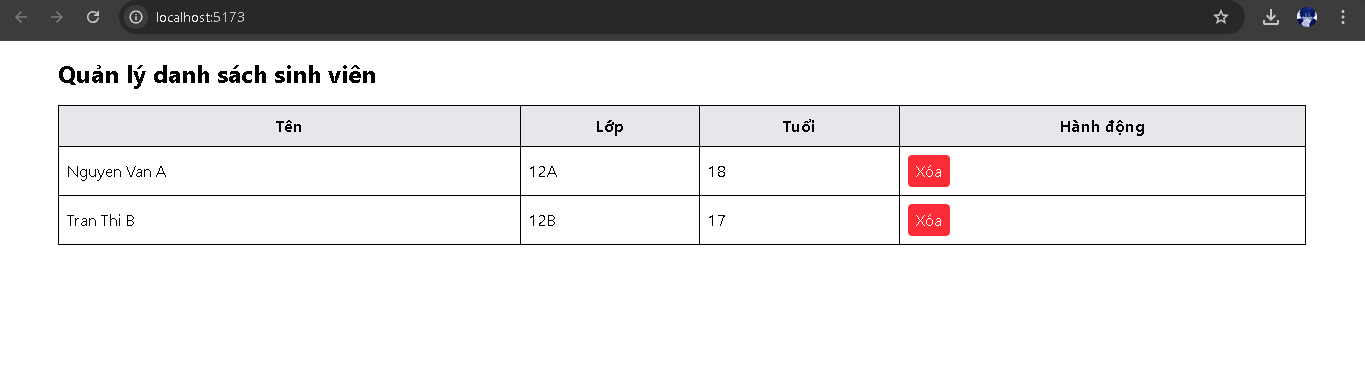 localhost:5173
Quản lý danh sách sinh viên
Tên Lớp Tuổi Hành động
Nguyen Van A 12A 18 Xóa
Tran Thi B 12B 17 Xóa